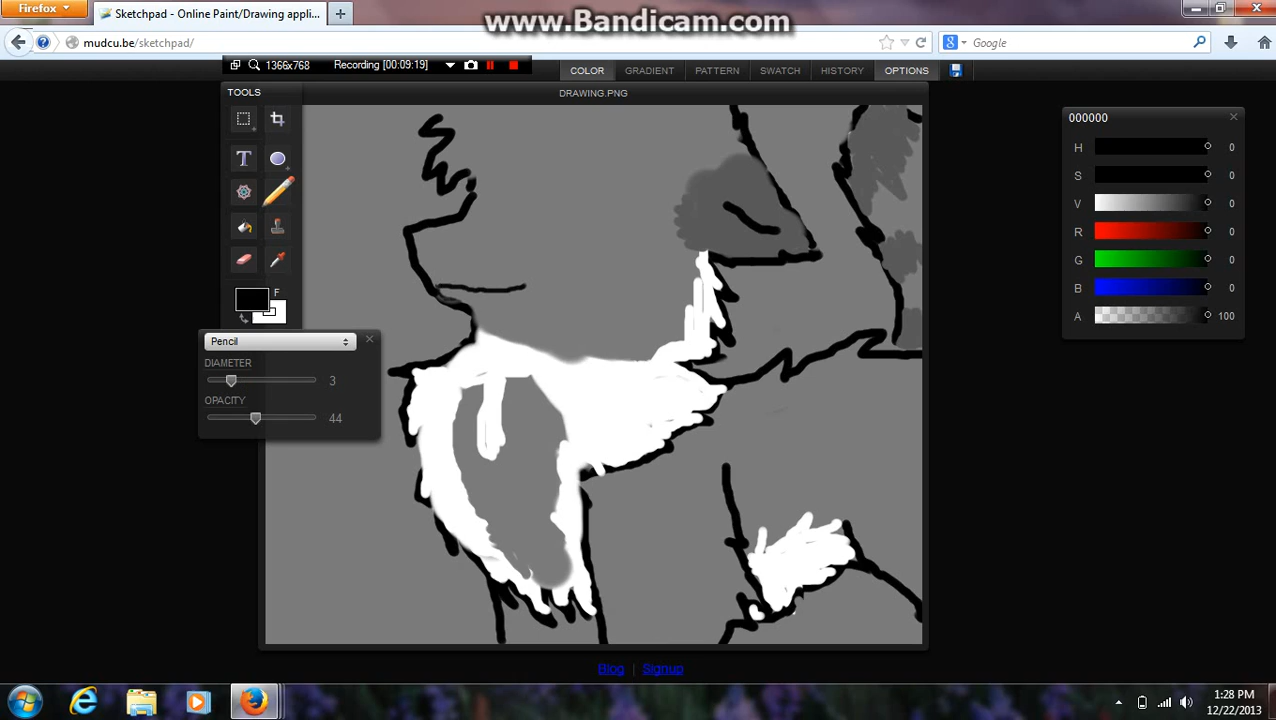 www.Bandicam.com
Firefox
Sketchpad - Online Paint/Drawing appli...
mudcu.be/sketchpad/
Google
1366x768 Recording [00:09:19]
COLOR GRADIENT PATTERN SWATCH HISTORY OPTIONS
TOOLS
DRAWING.PNG
000000
H 0
S 0
V 0
R 0
G 0
B 0
A 100
T
F
Pencil
DIAMETER
3
OPACITY
44
Blog | Signup
1:28 PM
12/22/2013